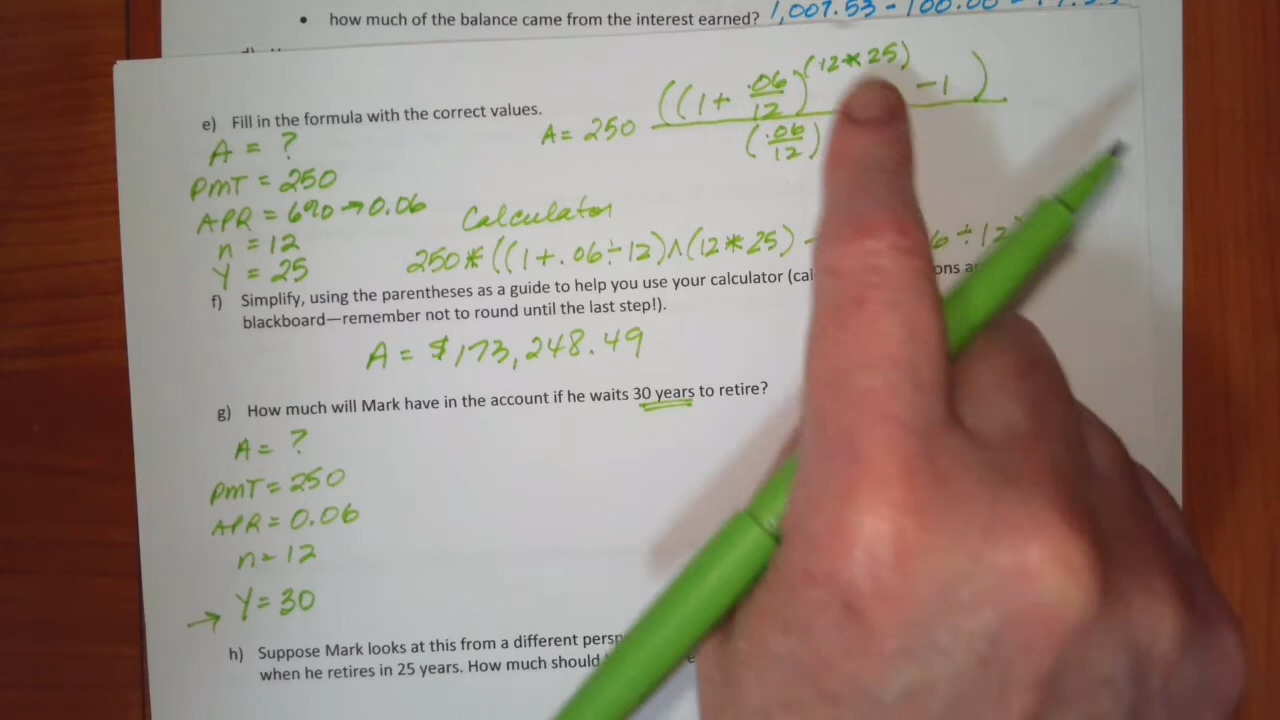 how much of the balance came from the interest earned? 1,007.53 -
e) Fill in the formula with the correct values.
A = 250 ((1 + .06/12)^(12*25) - 1) / (.06/12)
A = ?
PMT = 250
APR = 6% → 0.06
n = 12
Y = 25
Calculator
250 * ((1 + .06 ÷ 12) ∧ (12 * 25) - 6 ÷ 12)
f) Simplify, using the parentheses as a guide to help you use your calculator
blackboard—remember not to round until the last step!).
A = $173,248.49
g) How much will Mark have in the account if he waits 30 years to retire?
A = ?
PMT = 250
APR = 0.06
n = 12
→ Y = 30
h) Suppose Mark looks at this from a different
when he retires in 25 years. How much should